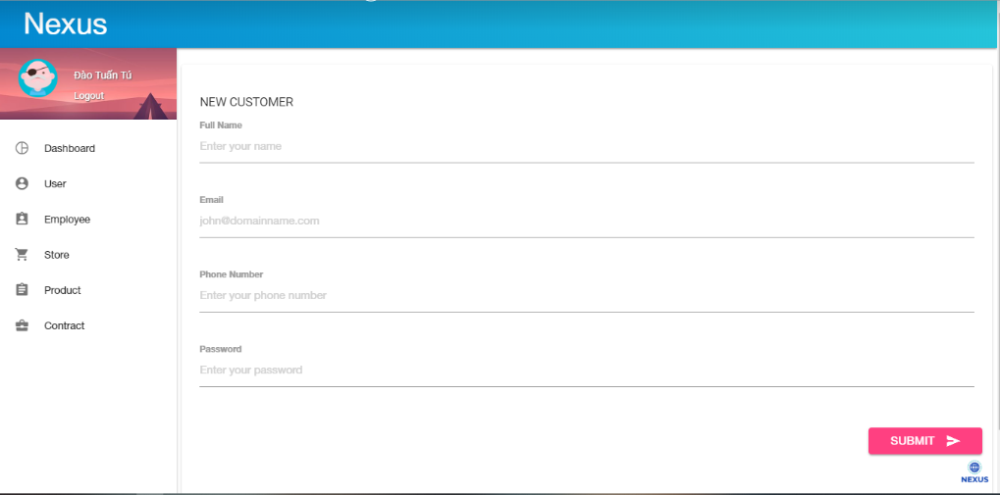 Nexus
Đào Tuấn Tú
Logout
Dashboard
User
Employee
Store
Product
Contract
NEW CUSTOMER
Full Name
Enter your name
Email
john@domainname.com
Phone Number
Enter your phone number
Password
Enter your password
SUBMIT
NEXUS